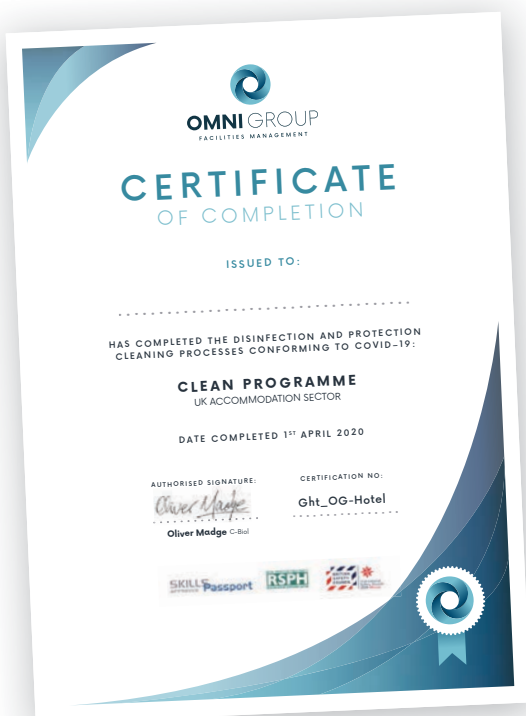 OMNI GROUP
FACILITIES MANAGEMENT
CERTIFICATE
OF COMPLETION
ISSUED TO:
HAS COMPLETED THE DISINFECTION AND PROTECTION
CLEANING PROCESSES CONFORMING TO COVID-19:
CLEAN PROGRAMME
UK ACCOMMODATION SECTOR
DATE COMPLETED 1ST APRIL 2020
AUTHORISED SIGNATURE:
CERTIFICATION NO:
Oliver Madge
Ght_OG-Hotel
Oliver Madge C-Biol
SKILLS Passport
RSPH